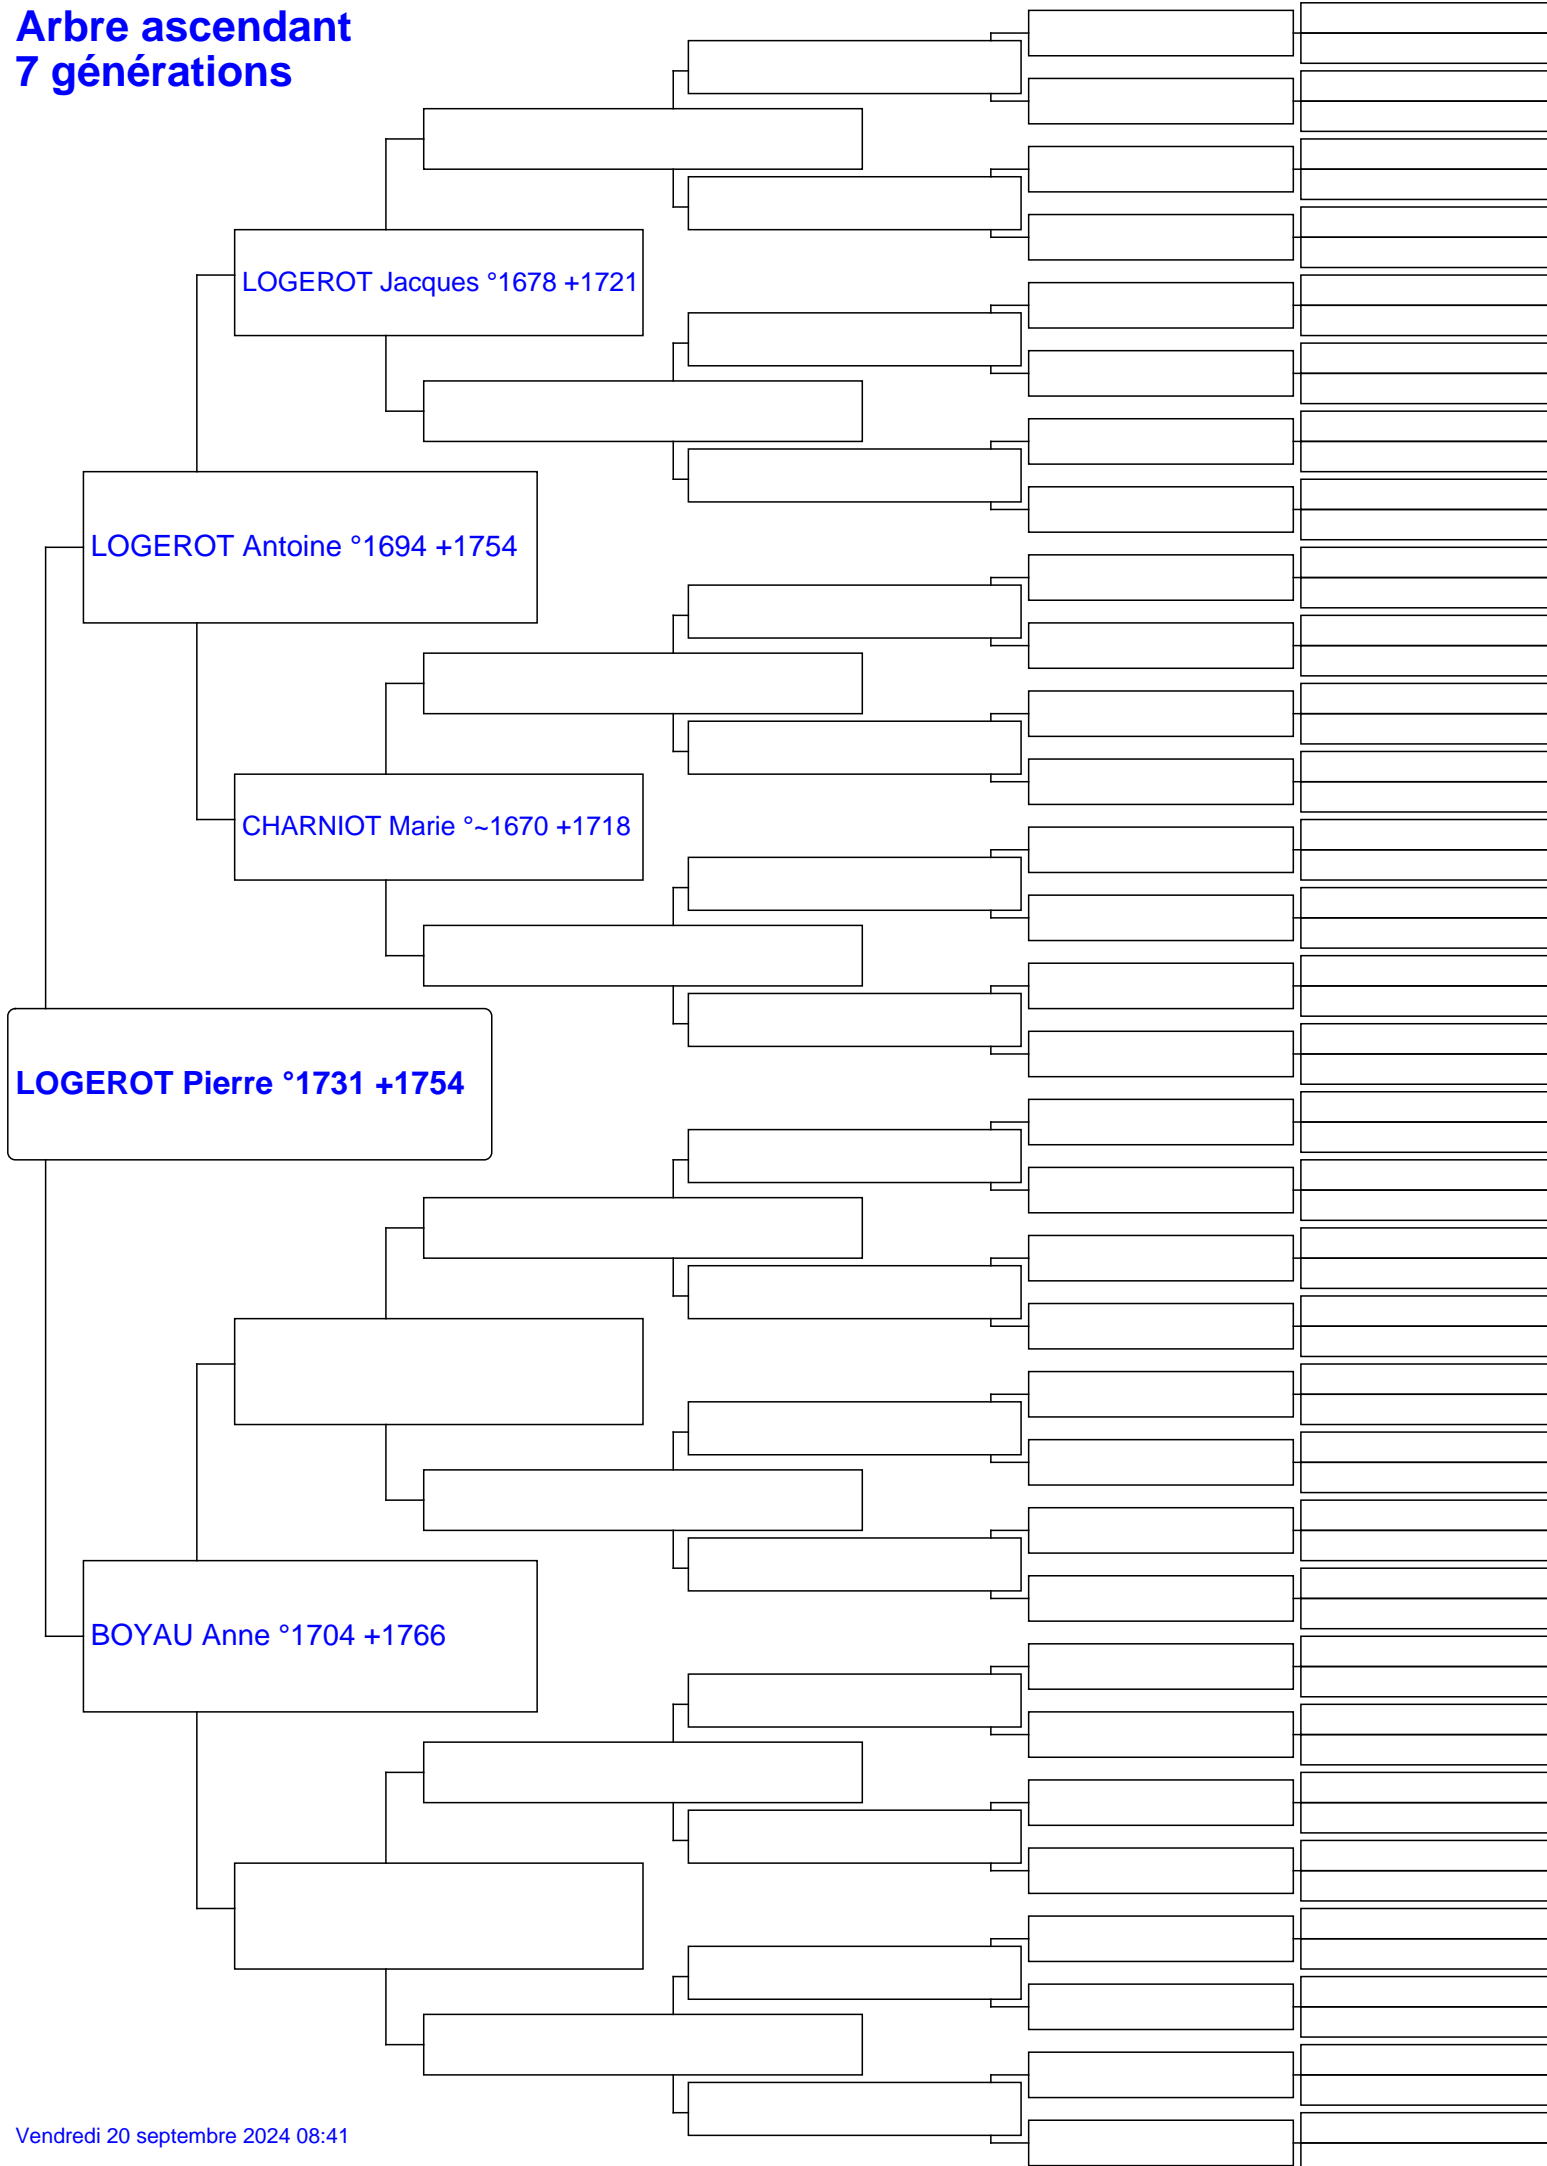 Arbre ascendant
7 générations
LOGEROT Jacques °1678 +1721
LOGEROT Antoine °1694 +1754
CHARNIOT Marie °~1670 +1718
LOGEROT Pierre °1731 +1754
BOYAU Anne °1704 +1766
Vendredi 20 septembre 2024 08:41